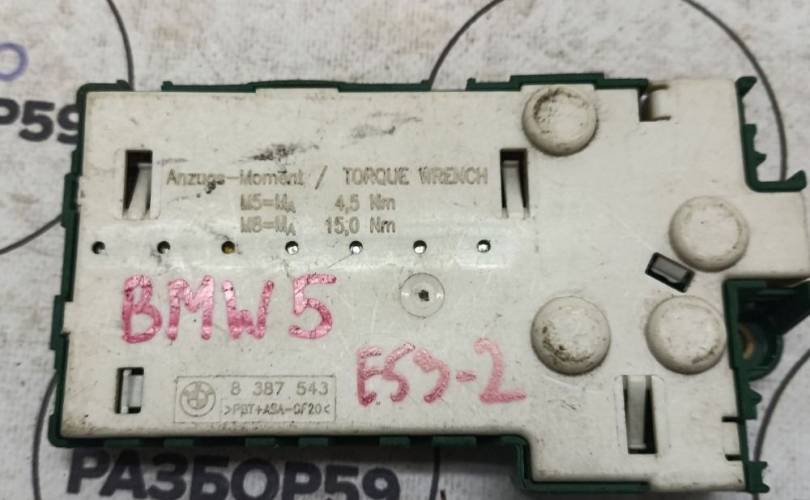 Р59
Anzugs-Moment / TORQUE WRENCH
M5=MA 4,5 Nm
M8=MA 15,0 Nm
BMW 5
E53-2
8 387 543
>PBT+ASA-GF20<
РАЗБОР59